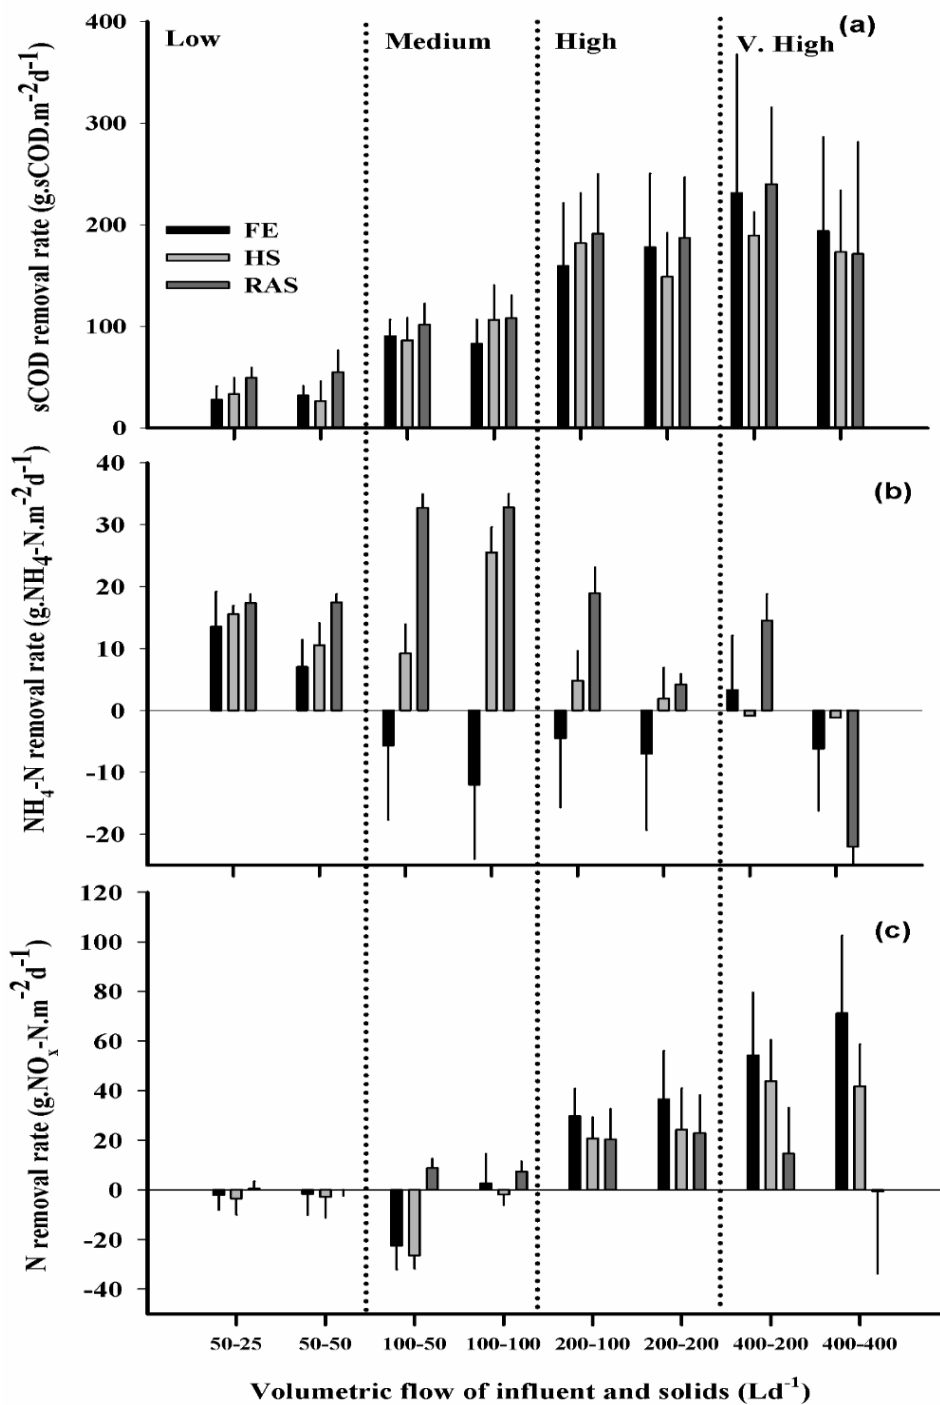 (a)
Low Medium High V. High
sCOD removal rate (g.sCOD.m⁻²d⁻¹)
400
300
200
100
0
FE
HS
RAS
(b)
NH₄-N removal rate (g.NH₄-N.m⁻²d⁻¹)
40
30
20
10
0
-10
-20
(c)
N removal rate (g.NOₓ-N.m⁻²d⁻¹)
120
100
80
60
40
20
0
-20
-40
50-25 50-50 100-50 100-100 200-100 200-200 400-200 400-400
Volumetric flow of influent and solids (Ld⁻¹)